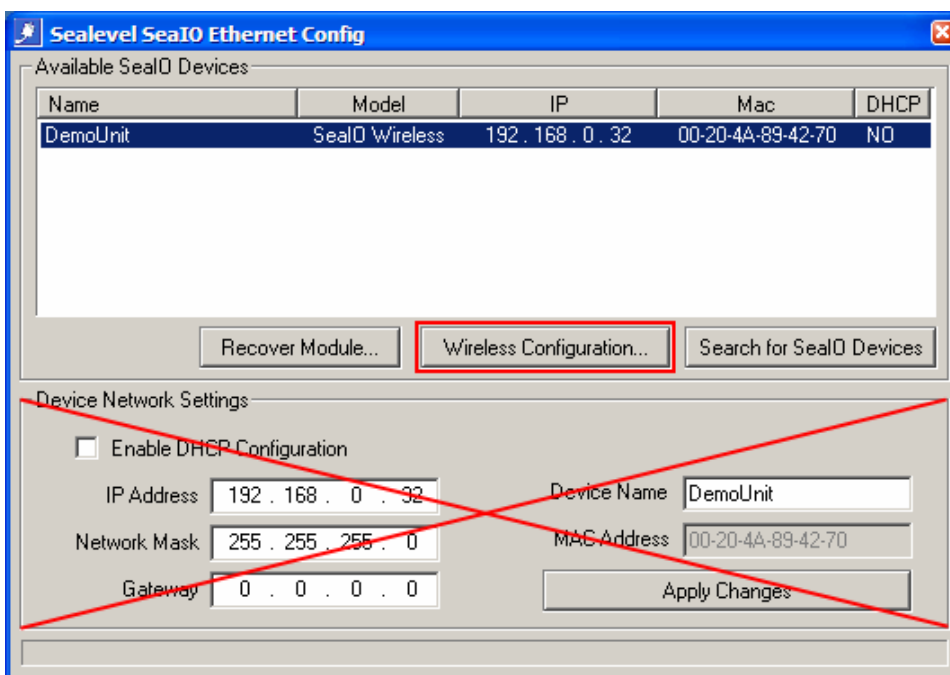 Sealevel SeaIO Ethernet Config
Available SeaIO Devices
Name Model IP Mac DHCP
DemoUnit SeaIO Wireless 192 . 168 . 0 . 32 00-20-4A-89-42-70 NO
Recover Module... Wireless Configuration... Search for SeaIO Devices
Device Network Settings
Enable DHCP Configuration
IP Address 192 . 168 . 0 . 32 Device Name DemoUnit
Network Mask 255 . 255 . 255 . 0 MAC Address 00-20-4A-89-42-70
Gateway 0 . 0 . 0 . 0 Apply Changes